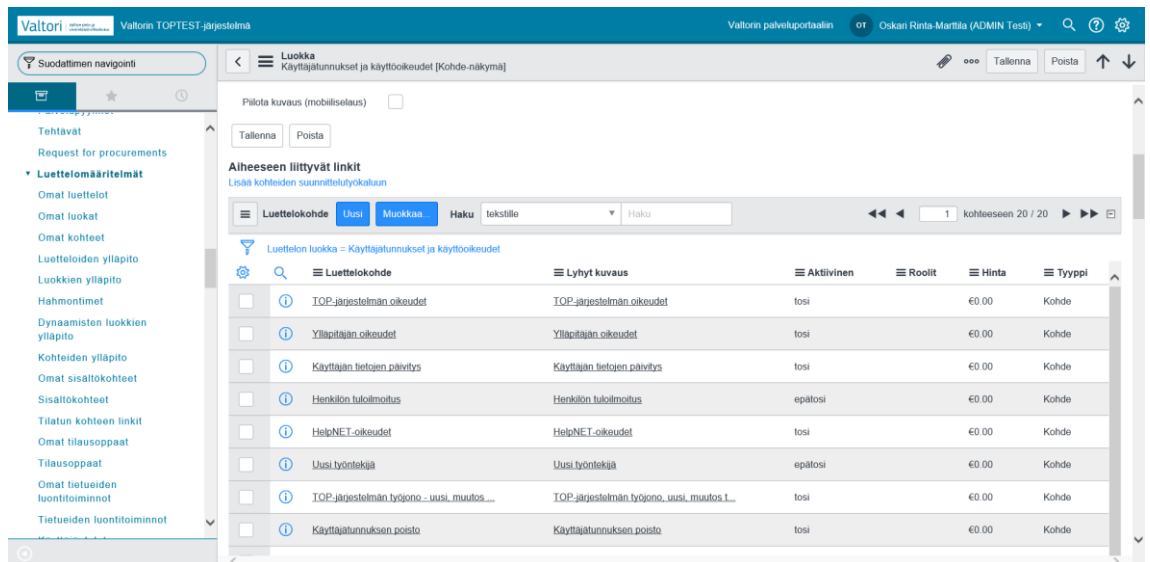 Valtori Valtorin TOPTEST-järjestelmä Valtorin palveluportaaliin OT Oskari Rinta-Marttila (ADMIN Testi)
Suodattimen navigointi
Luokka
Käyttäjätunnukset ja käyttöoikeudet [Kohde-näkymä]
Tallenna Poista
Tehtävät
Request for procurements
Luettelomääritelmät
Omat luettelot
Omat luokat
Omat kohteet
Luetteloiden ylläpito
Luokkien ylläpito
Hahmontimet
Dynaamisten luokkien
ylläpito
Kohteiden ylläpito
Omat sisältökohteet
Sisältökohteet
Tilatun kohteen linkit
Omat tilausoppaat
Tilausoppaat
Omat tietueiden
luontitoiminnot
Tietueiden luontitoiminnot
Piilota kuvaus (mobiiliselaus)
Tallenna Poista
Aiheeseen liittyvät linkit
Lisää kohteiden suunnittelutyökaluun
Luettelokohde Uusi Muokkaa... Haku tekstille Haku 1 kohteeseen 20 / 20
Luettelon luokka = Käyttäjätunnukset ja käyttöoikeudet
Luettelokohde Lyhyt kuvaus Aktiivinen Roolit Hinta Tyyppi
TOP-järjestelmän oikeudet TOP-järjestelmän oikeudet tosi €0.00 Kohde
Ylläpitäjän oikeudet Ylläpitäjän oikeudet tosi €0.00 Kohde
Käyttäjän tietojen päivitys Käyttäjän tietojen päivitys tosi €0.00 Kohde
Henkilön tuloilmoitus Henkilön tuloilmoitus epätosi €0.00 Kohde
HelpNET-oikeudet HelpNET-oikeudet tosi €0.00 Kohde
Uusi työntekijä Uusi työntekijä epätosi €0.00 Kohde
TOP-järjestelmän työjono - uusi, muutos ... TOP-järjestelmän työjono, uusi, muutos t... tosi €0.00 Kohde
Käyttäjätunnuksen poisto Käyttäjätunnuksen poisto tosi €0.00 Kohde